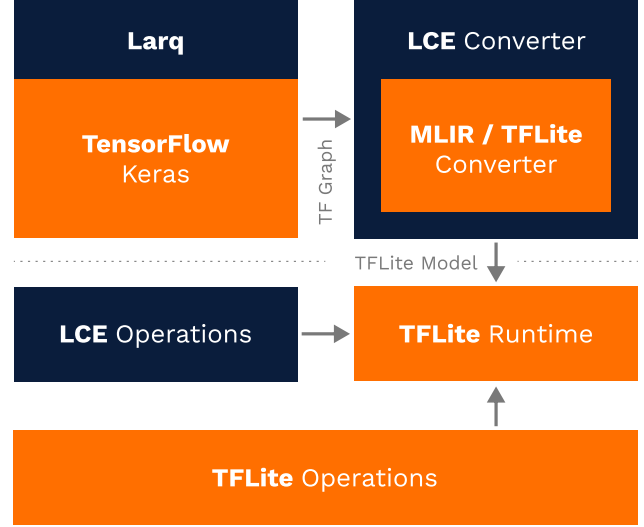 Larq
TensorFlow
Keras
TF Graph
LCE Converter
MLIR / TFLite
Converter
TFLite Model
LCE Operations
TFLite Runtime
TFLite Operations